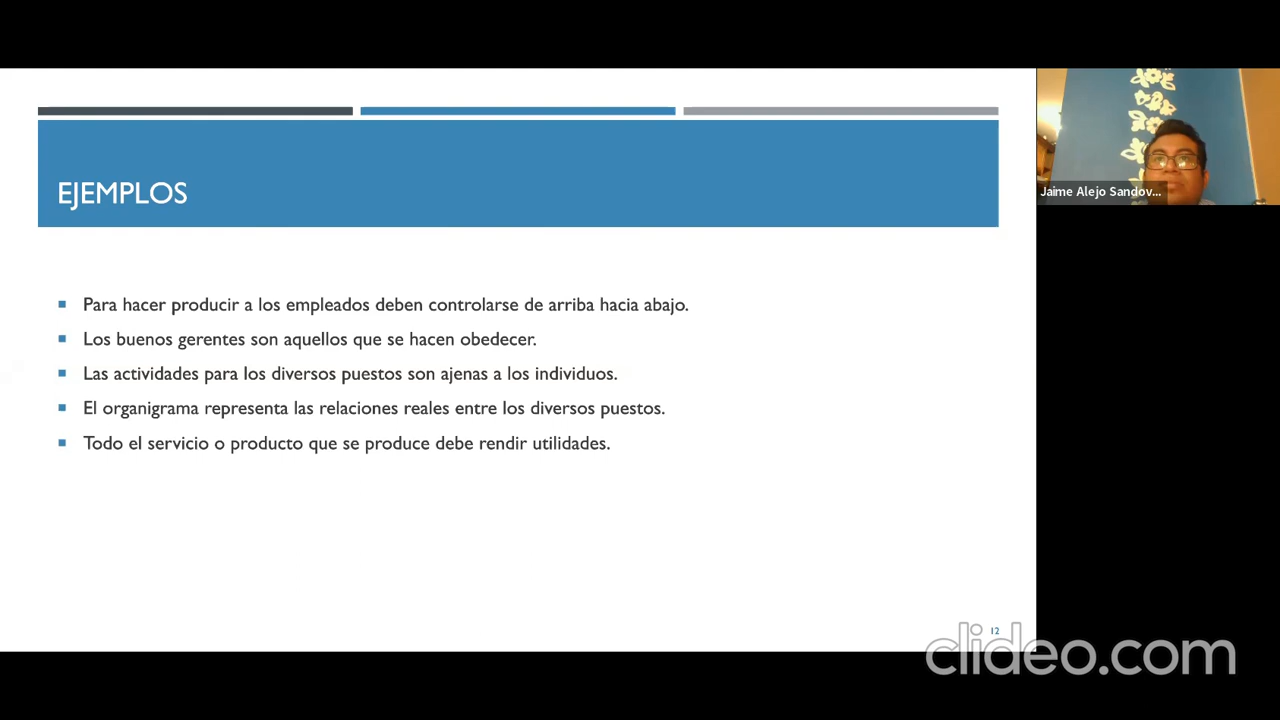 EJEMPLOS
Para hacer producir a los empleados deben controlarse de arriba hacia abajo.
Los buenos gerentes son aquellos que se hacen obedecer.
Las actividades para los diversos puestos son ajenas a los individuos.
El organigrama representa las relaciones reales entre los diversos puestos.
Todo el servicio o producto que se produce debe rendir utilidades.
12
Jaime Alejo Sandov...
clideo.com